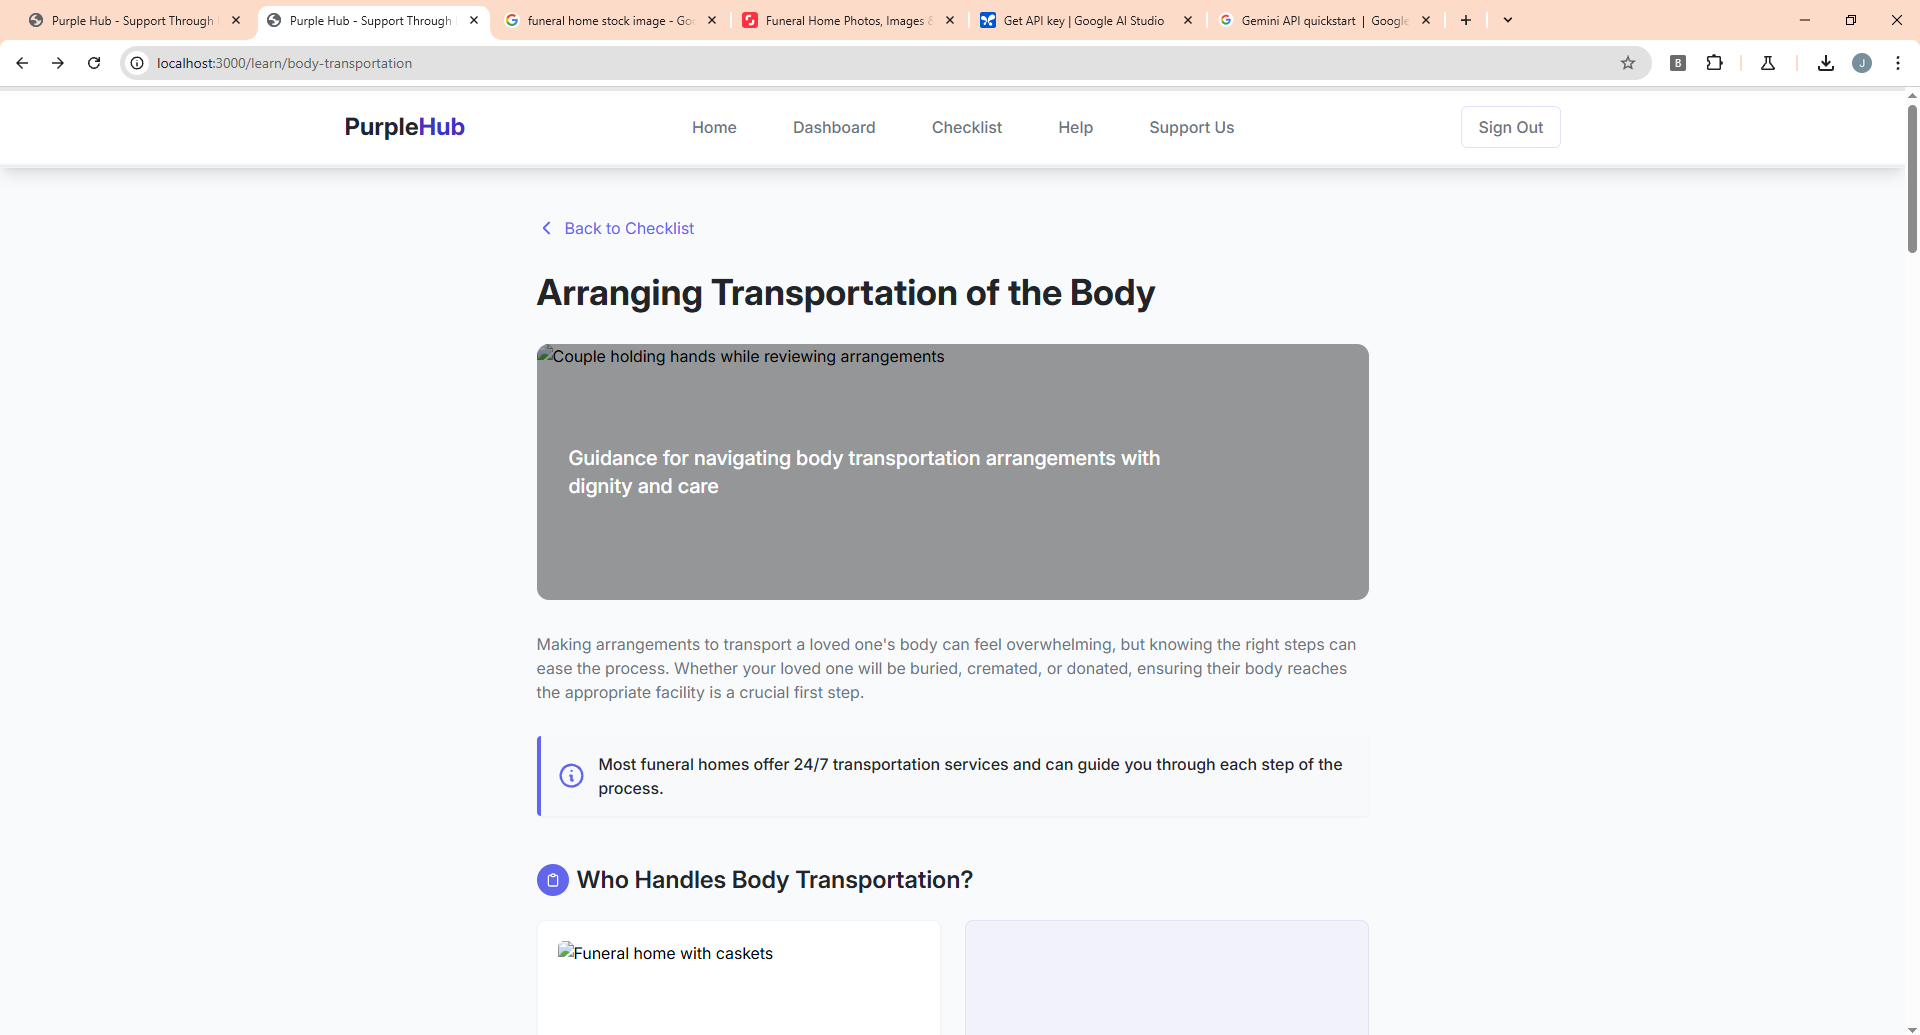 Purple Hub - Support Through
Purple Hub - Support Through
funeral home stock image - Goo
Funeral Home Photos, Images &
Get API key | Google AI Studio
Gemini API quickstart | Google
localhost:3000/learn/body-transportation
B
J
PurpleHub
Home
Dashboard
Checklist
Help
Support Us
Sign Out
Back to Checklist
Arranging Transportation of the Body
Couple holding hands while reviewing arrangements
Guidance for navigating body transportation arrangements with
dignity and care
Making arrangements to transport a loved one's body can feel overwhelming, but knowing the right steps can
ease the process. Whether your loved one will be buried, cremated, or donated, ensuring their body reaches
the appropriate facility is a crucial first step.
Most funeral homes offer 24/7 transportation services and can guide you through each step of the
process.
Who Handles Body Transportation?
Funeral home with caskets